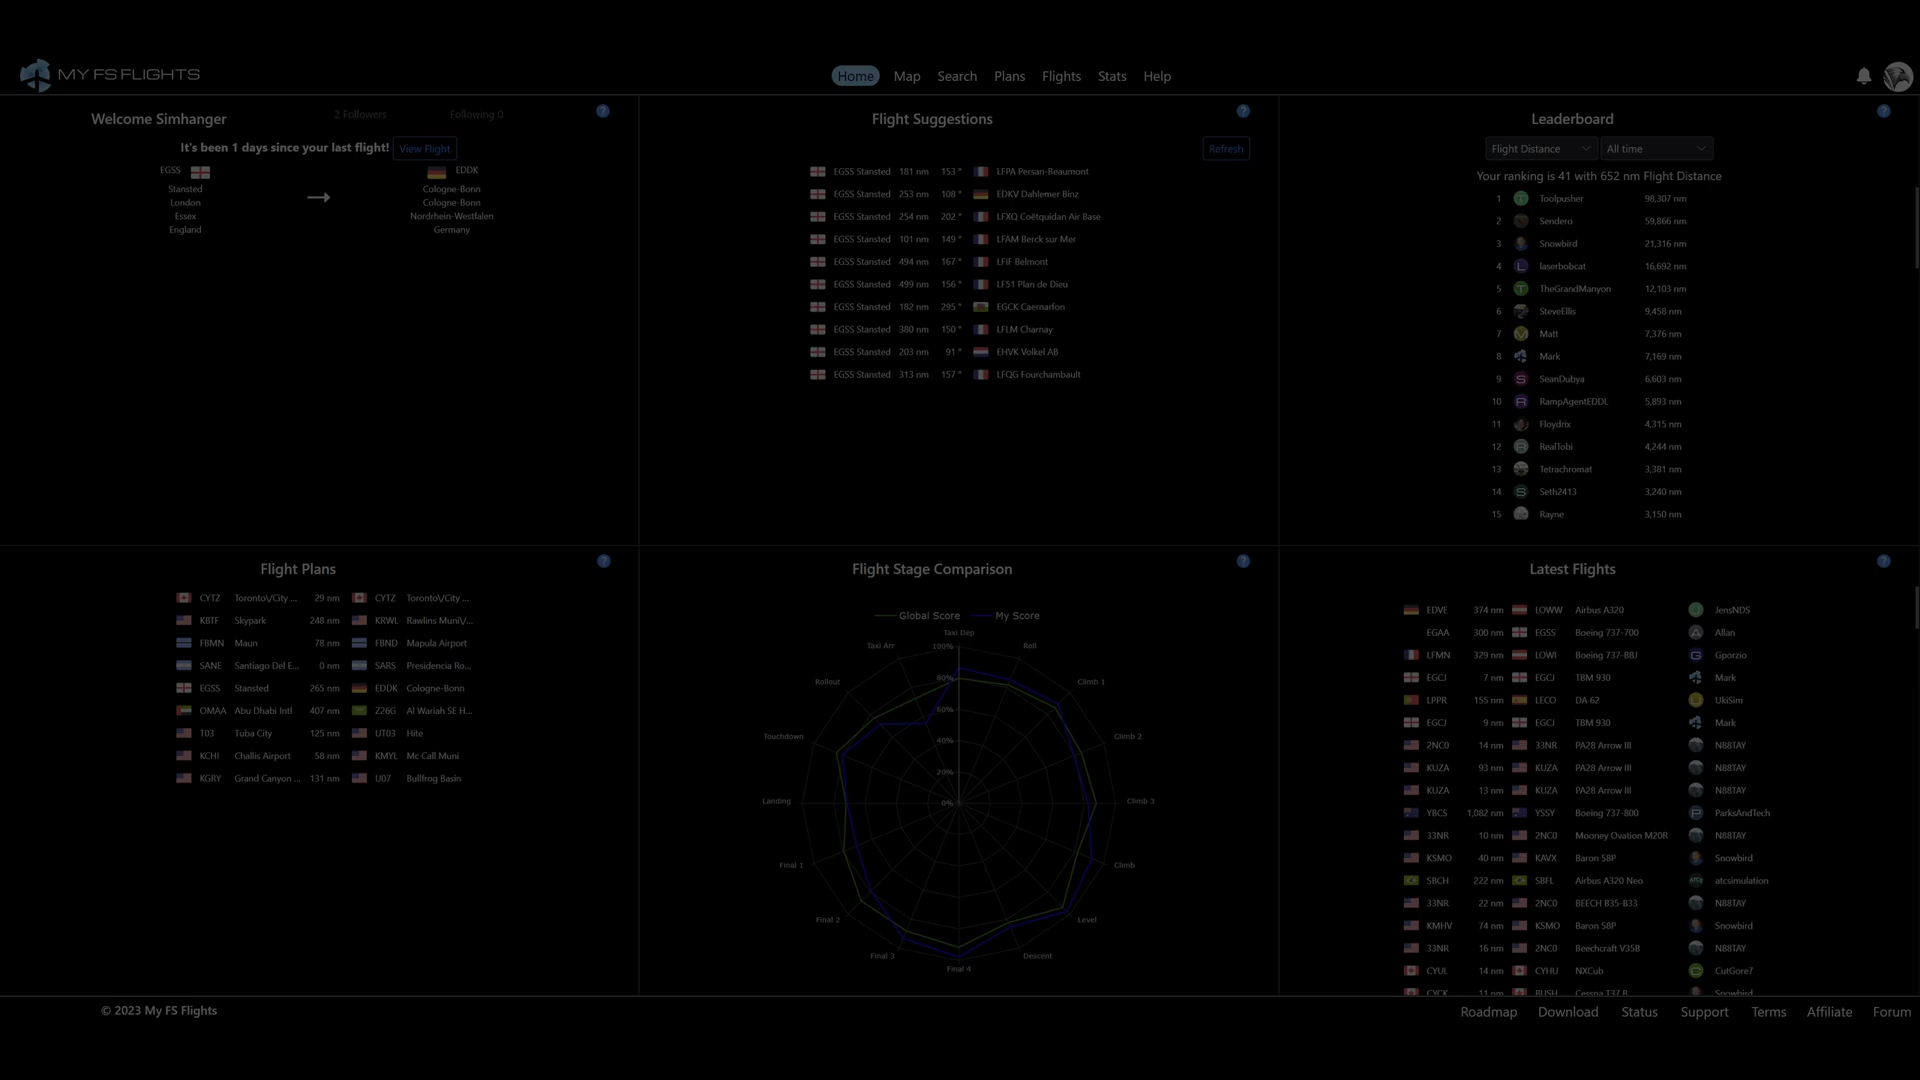 MY FS FLIGHTS
Home Map Search Plans Flights Stats Help
Welcome Simhanger 2 Followers Following 0 ?
It's been 1 days since your last flight! View Flight
EGSS EDDK
Stansted Cologne-Bonn
London Cologne-Bonn
Essex Nordrhein-Westfalen
England Germany
Flight Suggestions ?
Refresh
EGSS Stansted 181 nm 153 ° LFPA Persan-Beaumont
EGSS Stansted 253 nm 108 ° EDKV Dahlemer Binz
EGSS Stansted 254 nm 202 ° LFXQ Coëtquidan Air Base
EGSS Stansted 101 nm 149 ° LFAM Berck sur Mer
EGSS Stansted 494 nm 167 ° LFIF Belmont
EGSS Stansted 499 nm 156 ° LF51 Plan de Dieu
EGSS Stansted 182 nm 295 ° EGCK Caernarfon
EGSS Stansted 380 nm 150 ° LFLM Charnay
EGSS Stansted 203 nm 91 ° EHVK Volkel AB
EGSS Stansted 313 nm 157 ° LFQG Fourchambault
Leaderboard ?
Flight Distance All time
Your ranking is 41 with 652 nm Flight Distance
1 T Toolpusher 98,307 nm
2 Sendero 59,866 nm
3 Snowbird 21,316 nm
4 L laserbobcat 16,692 nm
5 T TheGrandManyon 12,103 nm
6 SteveEllis 9,458 nm
7 Matt 7,376 nm
8 Mark 7,169 nm
9 S SeanDubya 6,603 nm
10 R RampAgentEDDL 5,893 nm
11 Floydrix 4,315 nm
12 R RealTobi 4,244 nm
13 Tetrachromat 3,381 nm
14 S Seth2413 3,240 nm
15 Rayne 3,150 nm
Flight Plans ?
CYTZ Toronto\/City ... 29 nm CYTZ Toronto\/City ...
KBTF Skypark 248 nm KRWL Rawlins Muni\/...
FBMN Maun 78 nm FBND Mapula Airport
SANE Santiago Del E... 0 nm SARS Presidencia Ro...
EGSS Stansted 265 nm EDDK Cologne-Bonn
OMAA Abu Dhabi Intl 407 nm Z26G Al Wariah SE H...
T03 Tuba City 125 nm UT03 Hite
KCHI Challis Airport 58 nm KMYL Mc Call Muni
KGRY Grand Canyon ... 131 nm U07 Bullfrog Basin
Flight Stage Comparison ?
Global Score My Score
Taxi Dep
Taxi Arr 100% Roll
Rollout 80% Climb 1
60%
Touchdown 40% Climb 2
20%
Landing 0% Climb 3
Final 1 Climb
Final 2 Level
Final 3 Descent
Final 4
Latest Flights ?
EDVE 374 nm LOWW Airbus A320 JensNDS
EGAA 300 nm EGSS Boeing 737-700 A Allan
LFMN 329 nm LOWI Boeing 737-BBJ G Gporzio
EGCJ 7 nm EGCJ TBM 930 Mark
LPPR 155 nm LECO DA 62 UkiSim
EGCJ 9 nm EGCJ TBM 930 Mark
2NC0 14 nm 33NR PA28 Arrow III N88TAY
KUZA 93 nm KUZA PA28 Arrow III N88TAY
KUZA 13 nm KUZA PA28 Arrow III N88TAY
YBCS 1,082 nm YSSY Boeing 737-800 P ParksAndTech
33NR 10 nm 2NC0 Mooney Ovation M20R N88TAY
KSMO 40 nm KAVX Baron 58P Snowbird
SBCH 222 nm SBFL Airbus A320 Neo atcsimulation
33NR 22 nm 2NC0 BEECH B35-B33 N88TAY
KMHV 74 nm KSMO Baron 58P Snowbird
33NR 16 nm 2NC0 Beechcraft V35B N88TAY
CYUL 14 nm CYHU NXCub CutGore7
CYCK 11 nm Cessna T37 B Snowbird
© 2023 My FS Flights
Roadmap Download Status Support Terms Affiliate Forum